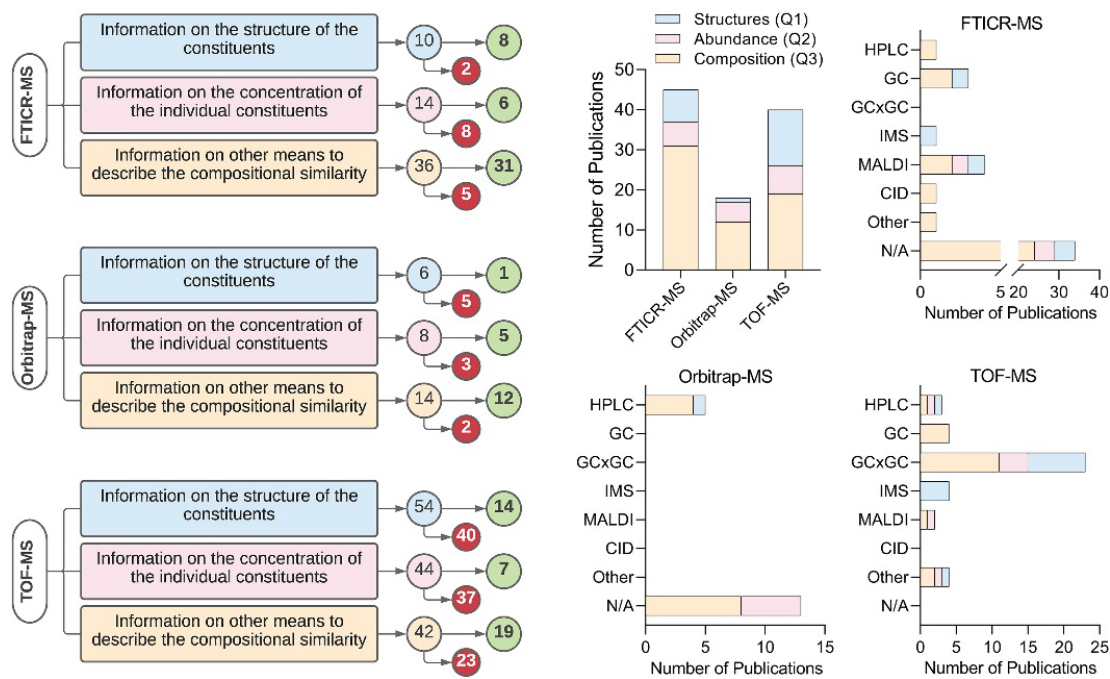 FTICR-MS
Information on the structure of the
constituents
10
8
2
Information on the concentration of
the individual constituents
14
6
8
Information on other means to
describe the compositional similarity
36
31
5
Orbitrap-MS
Information on the structure of the
constituents
6
1
5
Information on the concentration of
the individual constituents
8
5
3
Information on other means to
describe the compositional similarity
14
12
2
TOF-MS
Information on the structure of the
constituents
54
14
40
Information on the concentration of
the individual constituents
44
7
37
Information on other means to
describe the compositional similarity
42
19
23
Structures (Q1)
Abundance (Q2)
Composition (Q3)
Number of Publications
50
40
30
20
10
0
FTICR-MS
Orbitrap-MS
TOF-MS
FTICR-MS
HPLC
GC
GCxGC
IMS
MALDI
CID
Other
N/A
0 5 20 30 40
Number of Publications
Orbitrap-MS
HPLC
GC
GCxGC
IMS
MALDI
CID
Other
N/A
0 5 10 15
Number of Publications
TOF-MS
HPLC
GC
GCxGC
IMS
MALDI
CID
Other
N/A
0 5 10 15 20 25
Number of Publications